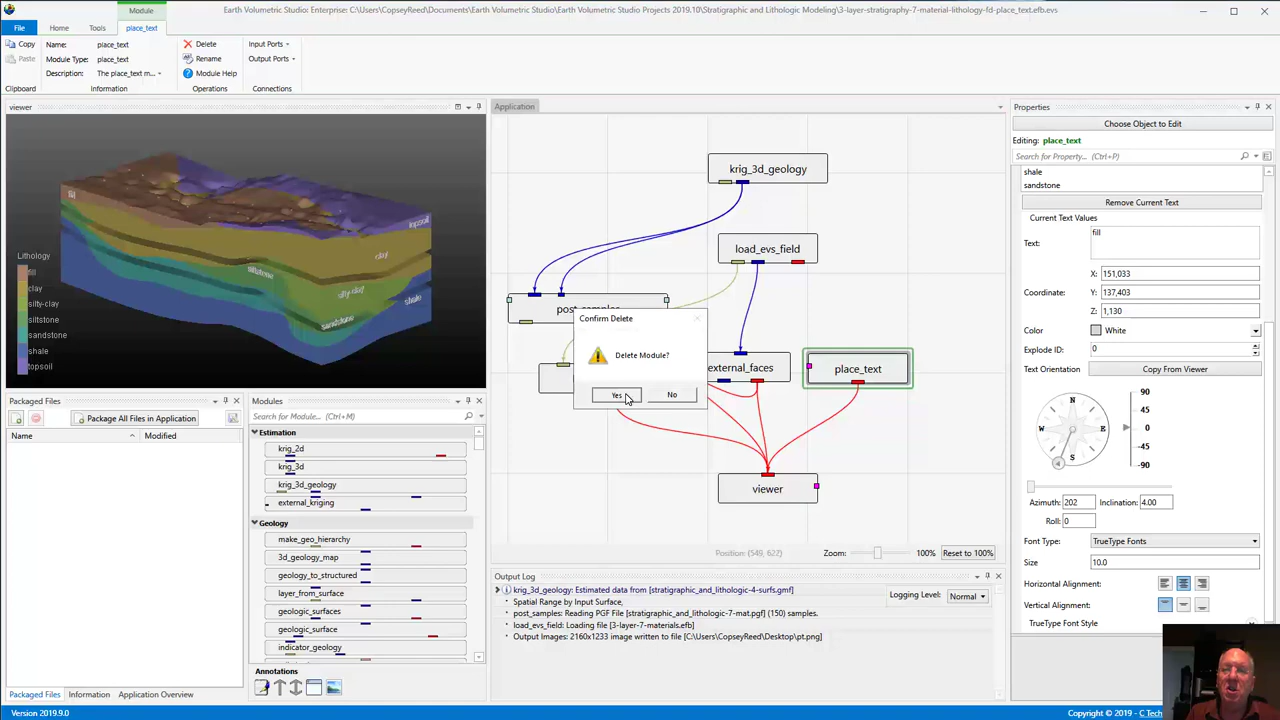 Module
Earth Volumetric Studio: Enterprise: C:\Users\CopseyReed\Documents\Earth Volumetric Studio\Earth Volumetric Studio Projects 2019.10\Stratigraphic and Lithologic Modeling\3-layer-stratigraphy-7-material-lithology-fd-place_text.efb.evs
File Home Tools place_text
Copy
Paste
Clipboard
Name: place_text
Module Type: place_text
Description: The place_text m...
Information
Delete
Rename
Module Help
Operations
Input Ports
Output Ports
Connections
viewer
fill
topsoil
clay
siltstone
silty-clay
shale
sandstone
Lithology
fill
clay
silty-clay
siltstone
sandstone
shale
topsoil
Packaged Files
Package All Files in Application
Name Modified
Packaged Files Information Application Overview
Modules
Search for Module... (Ctrl+M)
Estimation
krig_2d
krig_3d
krig_3d_geology
external_kriging
Geology
make_geo_hierarchy
3d_geology_map
geology_to_structured
layer_from_surface
geologic_surfaces
geologic_surface
indicator_geology
Annotations
Application
krig_3d_geology
load_evs_field
post_samples
external_faces
place_text
viewer
Confirm Delete
Delete Module?
Yes No
Position: (549, 627)
Zoom: 100% Reset to 100%
Output Log
krig_3d_geology: Estimated data from [stratigraphic_and_lithologic-4-surfs.gmf]
Spatial Range by Input Surface,
post_samples: Reading PGF File [stratigraphic_and_lithologic-7-mat.pgf] (150) samples.
load_evs_field: Loading file [3-layer-7-materials.efb]
Output Images: 2160x1233 image written to file [C:\Users\CopseyReed\Desktop\pt.png]
Logging Level: Normal
Properties
Choose Object to Edit
Editing: place_text
Search for Property... (Ctrl+P)
shale
sandstone
Remove Current Text
Current Text Values
Text: fill
X: 151,033
Coordinate: Y: 137,403
Z: 1,130
Color White
Explode ID: 0
Text Orientation Copy From Viewer
N
W E
S
90
45
0
-45
-90
Azimuth: 202 Inclination: 4.00
Roll: 0
Font Type: TrueType Fonts
Size 10.0
Horizontal Alignment:
Vertical Alignment:
TrueType Font Style
Version 2019.9.0
Copyright © 2019 - C Tech